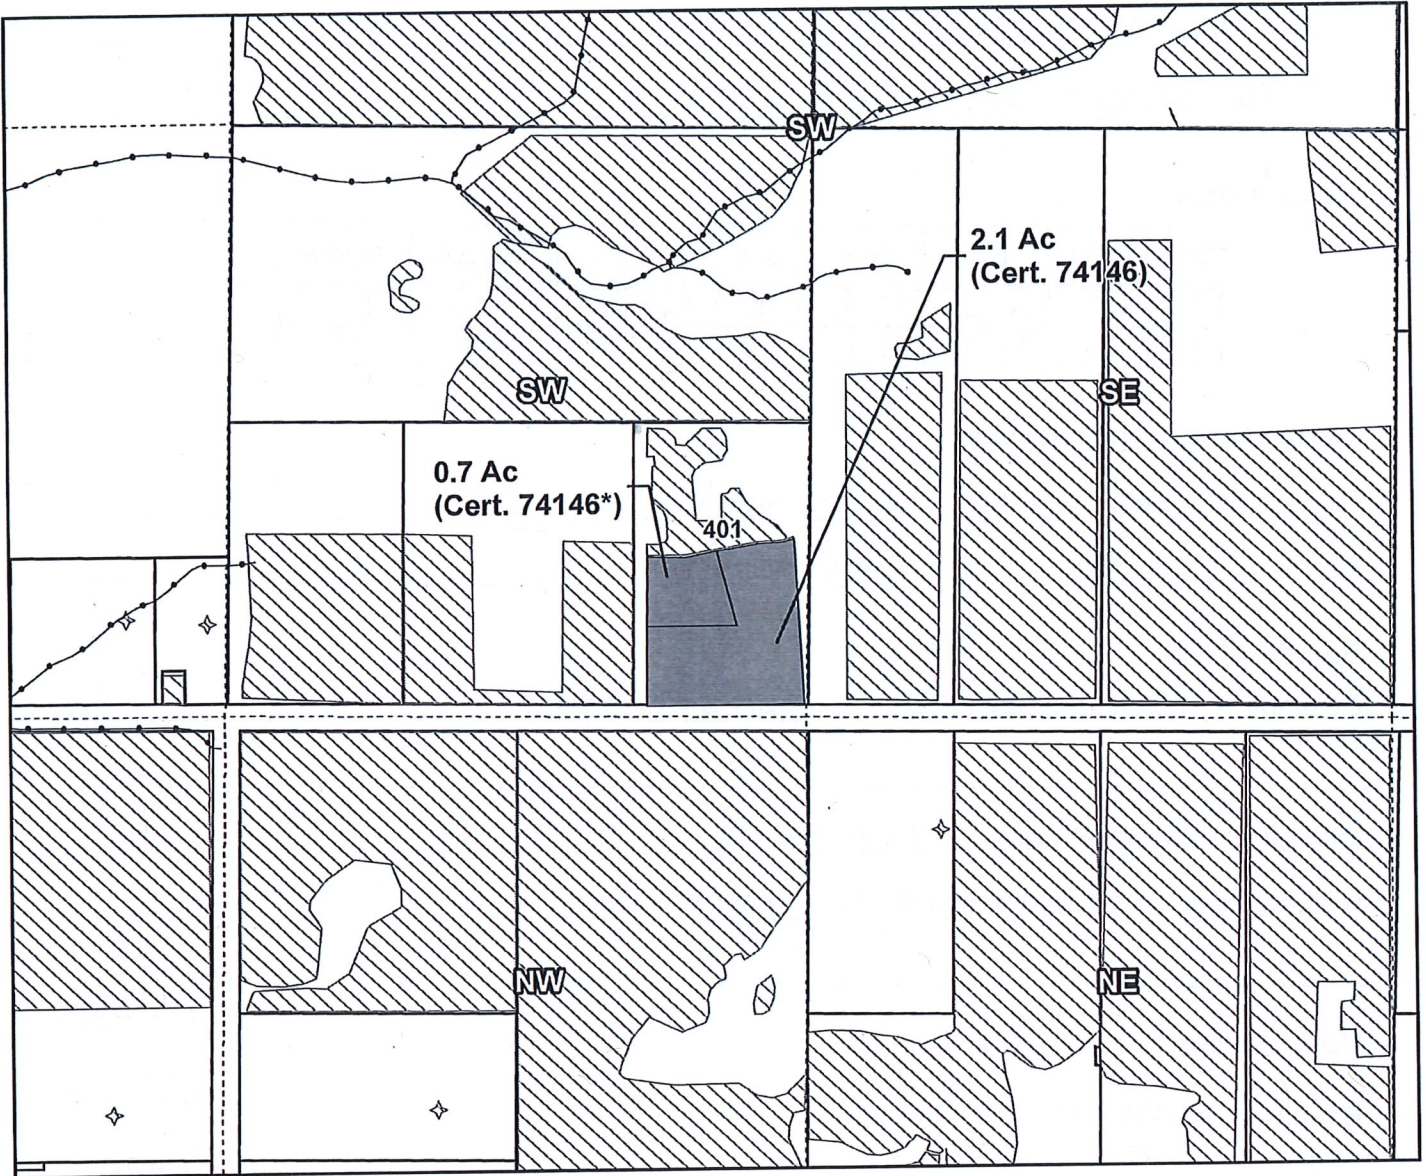 SW
2.1 Ac
(Cert. 74146)
SW
SE
0.7 Ac
(Cert. 74146*)
401
NW
NE